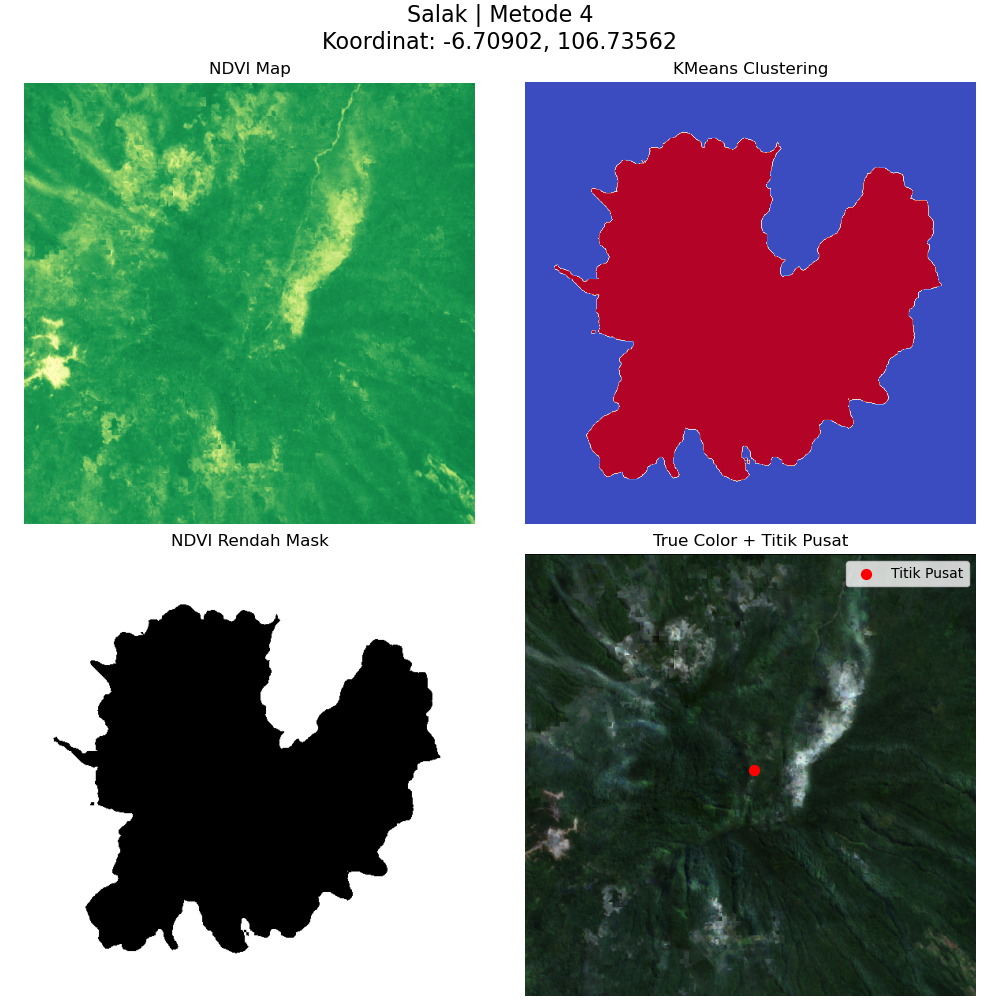 Salak | Metode 4
Koordinat: -6.70902, 106.73562
NDVI Map
KMeans Clustering
NDVI Rendah Mask
True Color + Titik Pusat
Titik Pusat